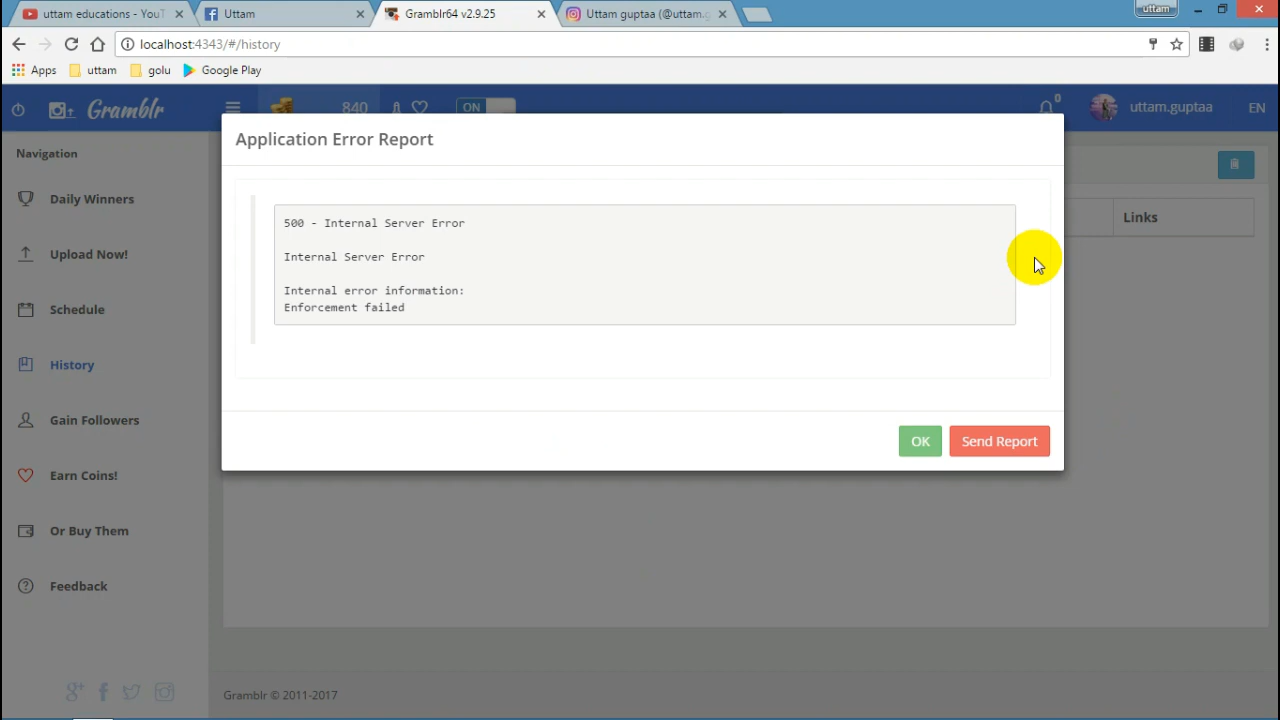 uttam educations - YouT
Uttam
Gramblr64 v2.9.25
Uttam guptaa (@uttam.g
uttam
localhost:4343/#/history
Apps
uttam
golu
Google Play
Gramblr
840
ON
0
uttam.guptaa
EN
Application Error Report
Navigation
Daily Winners
Upload Now!
Schedule
History
Gain Followers
Earn Coins!
Or Buy Them
Feedback
Links
500 - Internal Server Error
Internal Server Error
Internal error information:
Enforcement failed
OK
Send Report
Gramblr © 2011-2017